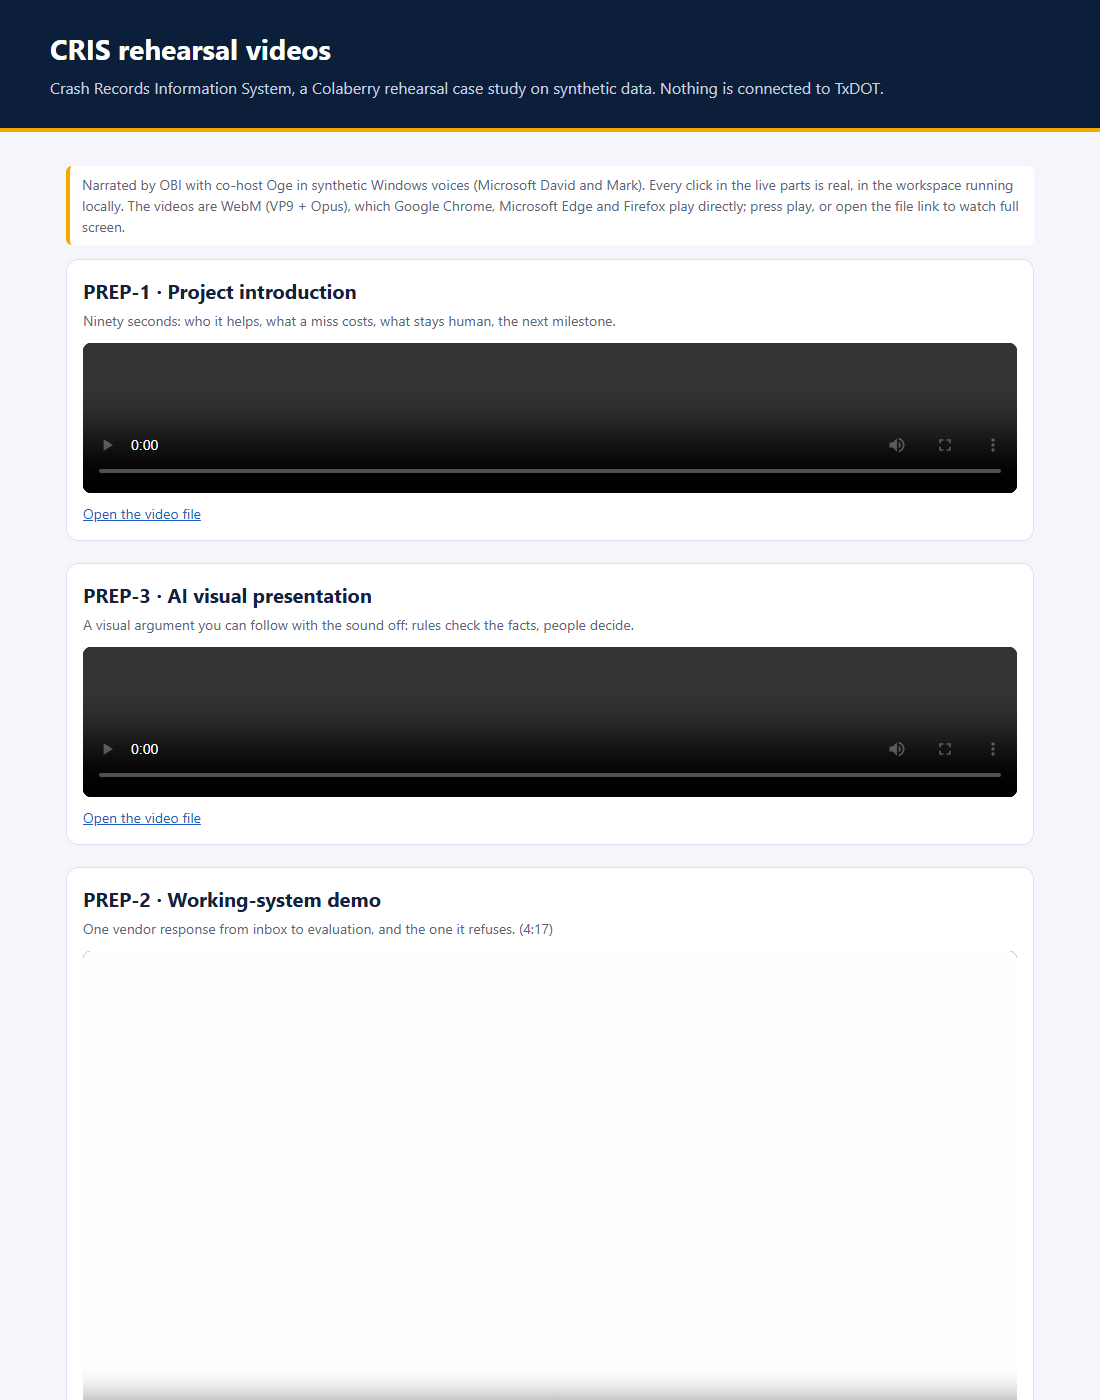 CRIS rehearsal videos
Crash Records Information System, a Colaberry rehearsal case study on synthetic data. Nothing is connected to TxDOT.
Narrated by OBI with co-host Oge in synthetic Windows voices (Microsoft David and Mark). Every click in the live parts is real, in the workspace running
locally. The videos are WebM (VP9 + Opus), which Google Chrome, Microsoft Edge and Firefox play directly; press play, or open the file link to watch full
screen.
PREP-1 · Project introduction
Ninety seconds: who it helps, what a miss costs, what stays human, the next milestone.
0:00
Open the video file
PREP-3 · AI visual presentation
A visual argument you can follow with the sound off: rules check the facts, people decide.
0:00
Open the video file
PREP-2 · Working-system demo
One vendor response from inbox to evaluation, and the one it refuses. (4:17)